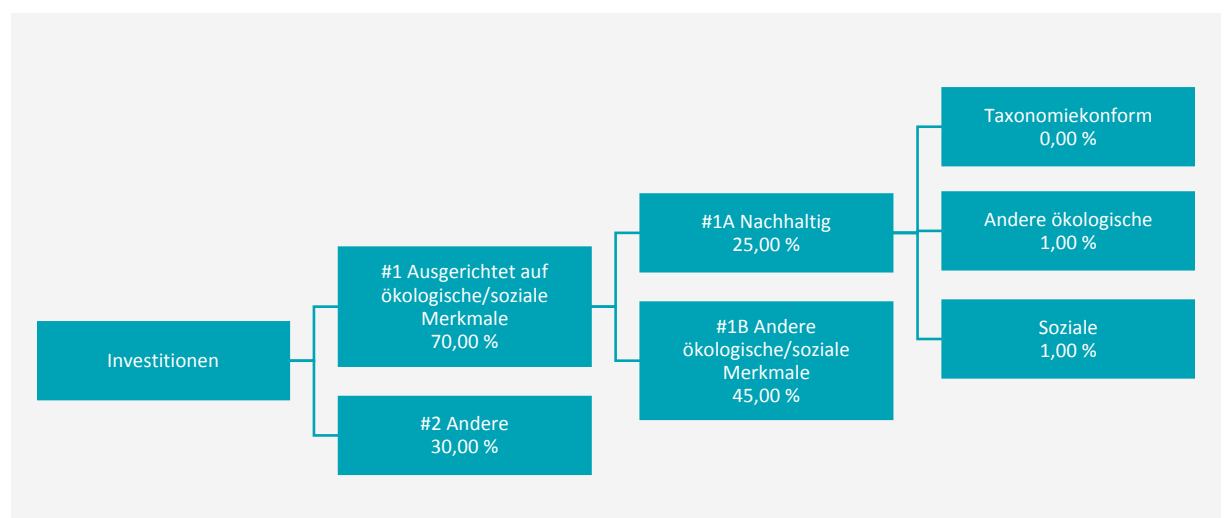 Investitionen
#1 Ausgerichtet auf
ökologische/soziale
Merkmale
70,00 %
#2 Andere
30,00 %
#1A Nachhaltig
25,00 %
#1B Andere
ökologische/soziale
Merkmale
45,00 %
Taxonomiekonform
0,00 %
Andere ökologische
1,00 %
Soziale
1,00 %